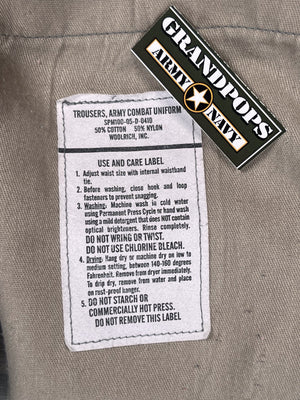 GRANDPOPS
ARMY NAVY
TROUSERS, ARMY COMBAT UNIFORM
SPM100-05-D-0410
50% COTTON 50% NYLON
WOOLRICH, INC.
USE AND CARE LABEL
1. Adjust waist size with internal waistband
tie.
2. Before washing, close hook and loop
fasteners to prevent snagging.
3. Washing. Machine wash in cold water
using Permanent Press Cycle or hand wash
using a mild detergent that does NOT contain
optical brighteners. Rinse completely.
DO NOT WRING OR TWIST.
DO NOT USE CHLORINE BLEACH.
4. Drying. Hang dry or machine dry on low to
medium setting, between 140-160 degrees
Fahrenheit. Remove from dryer immediately.
To drip dry, remove from water and place
on rust-proof hanger.
5. DO NOT STARCH OR
COMMERCIALLY HOT PRESS.
DO NOT REMOVE THIS LABEL